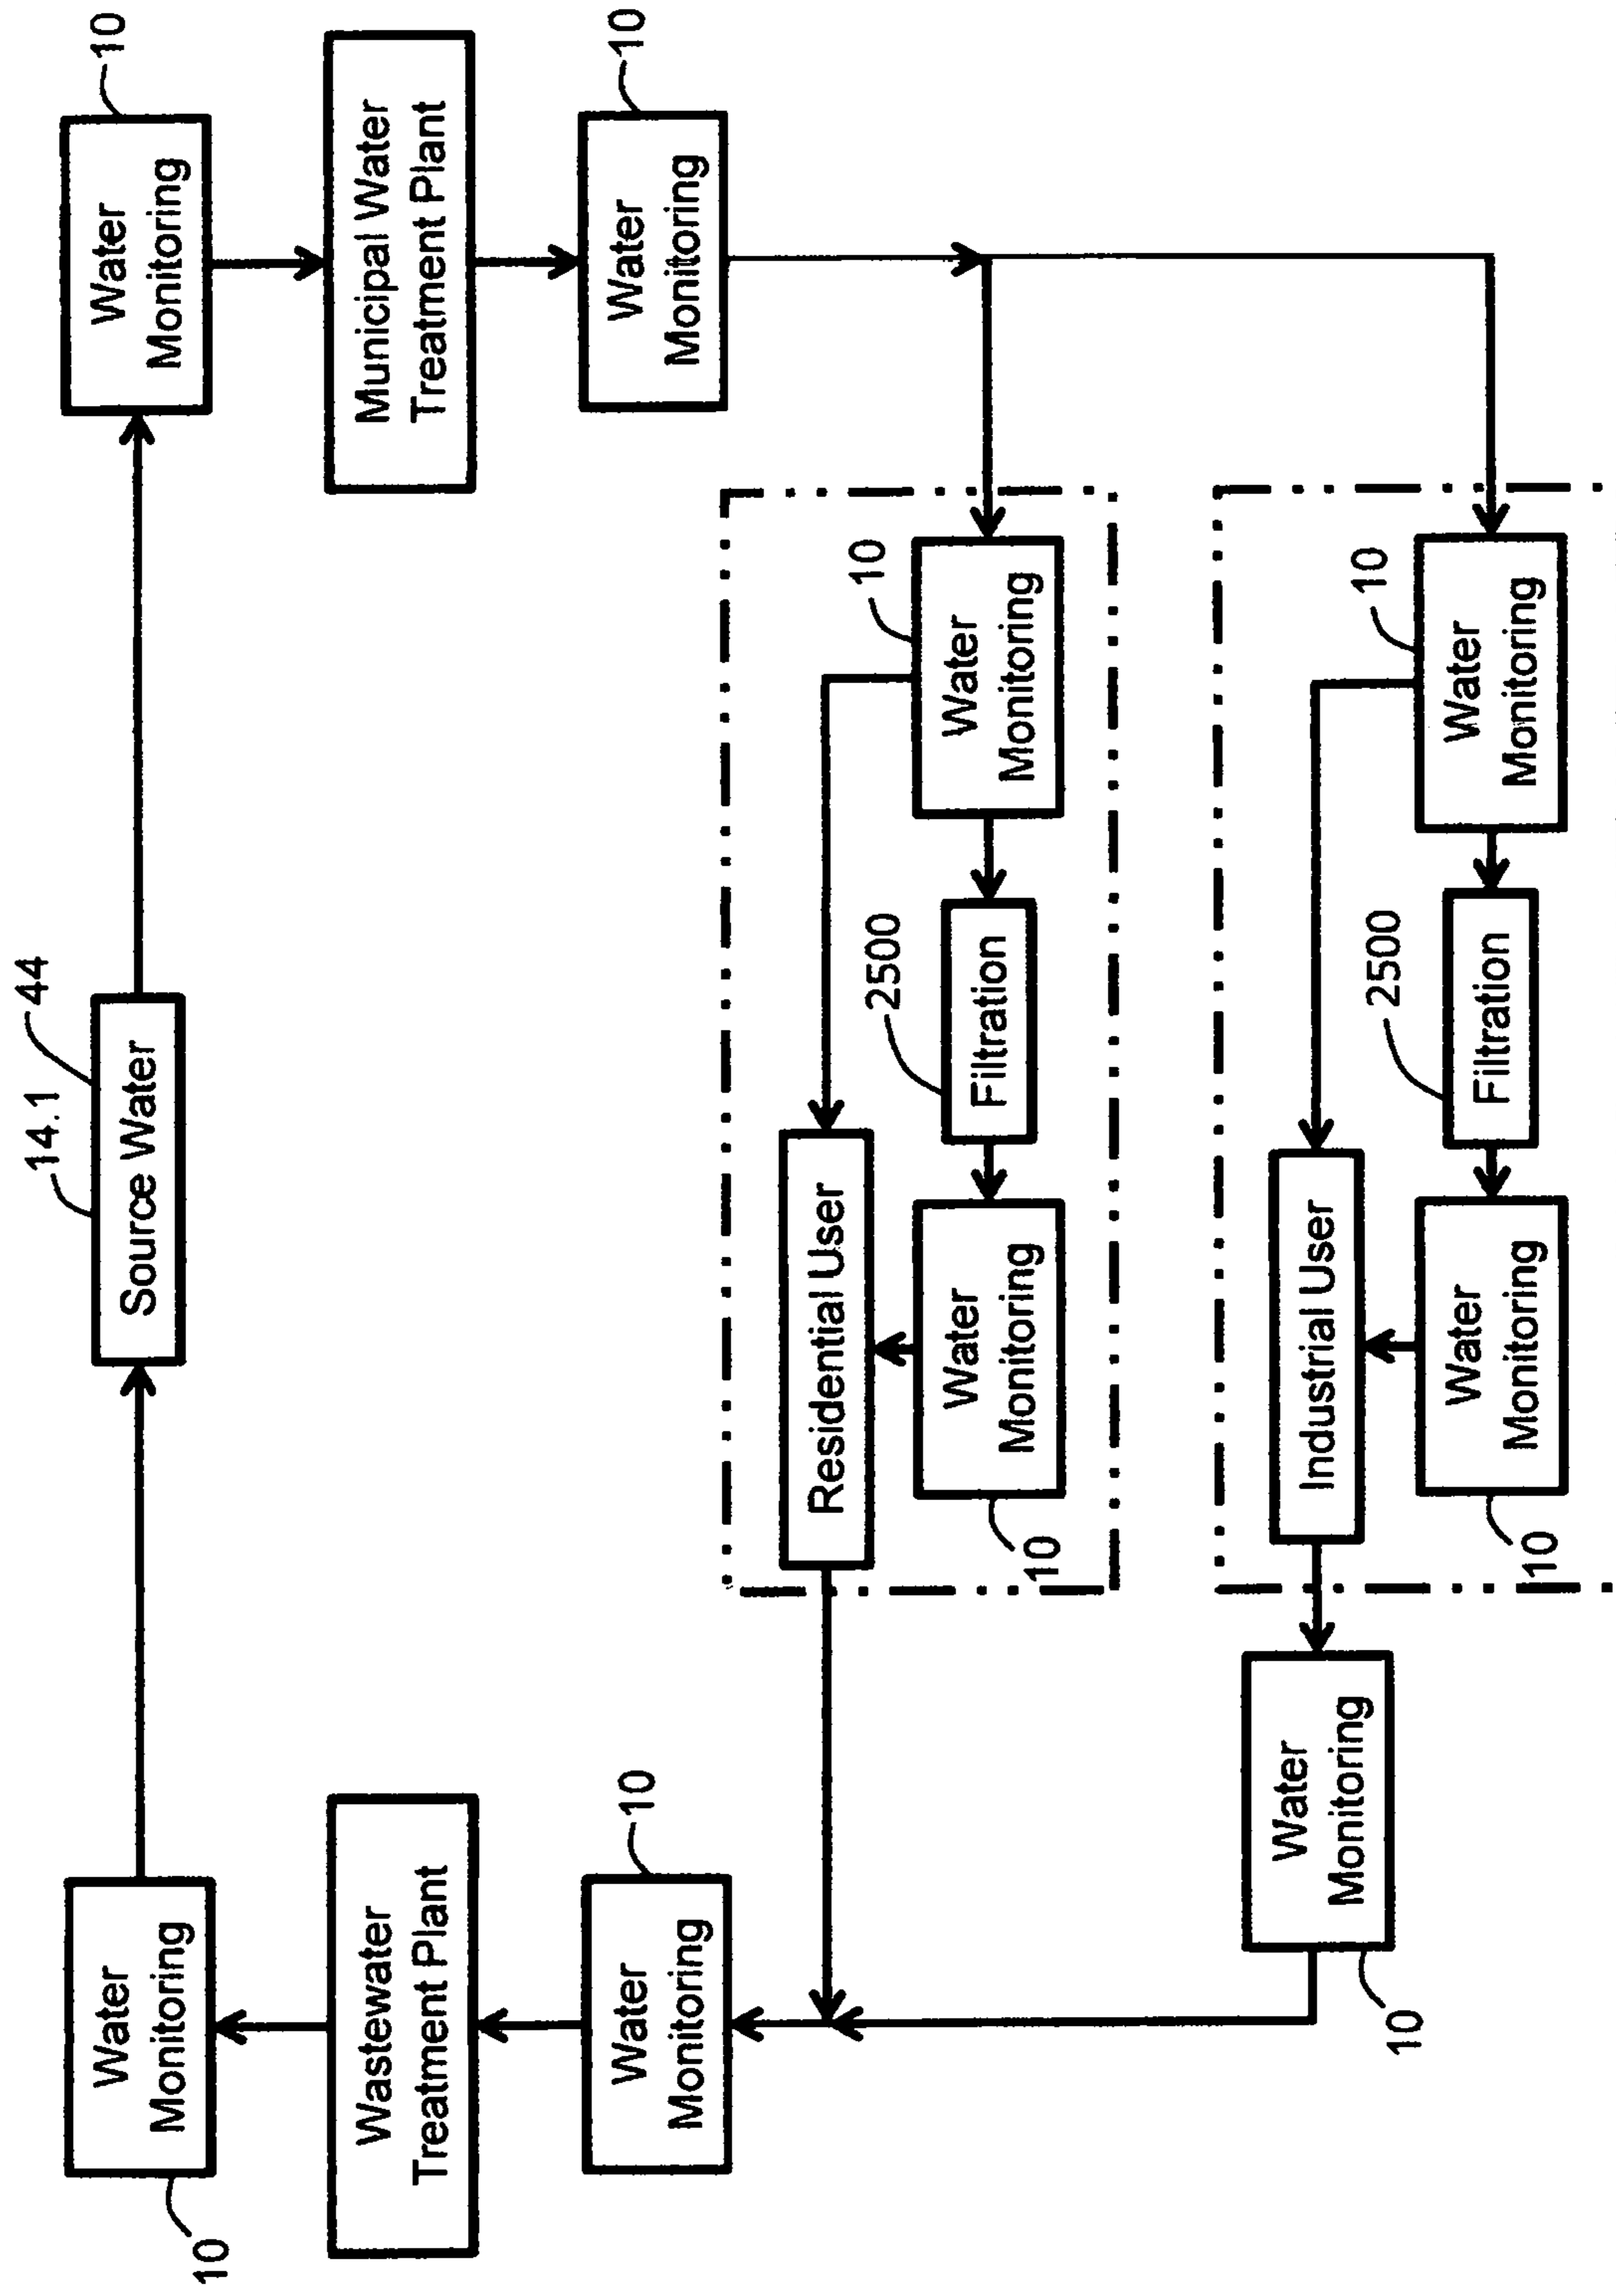 14.1
44
Source Water
10
Water
Monitoring
10
Water
Monitoring
Wastewater
Treatment Plant
Municipal Water
Treatment Plant
10
Water
Monitoring
10
Water
Monitoring
Residential User
2500
10
Water
Monitoring
Filtration
Water
Monitoring
10
Water
Monitoring
10
Industrial User
2500
10
Water
Monitoring
Filtration
Water
Monitoring
10